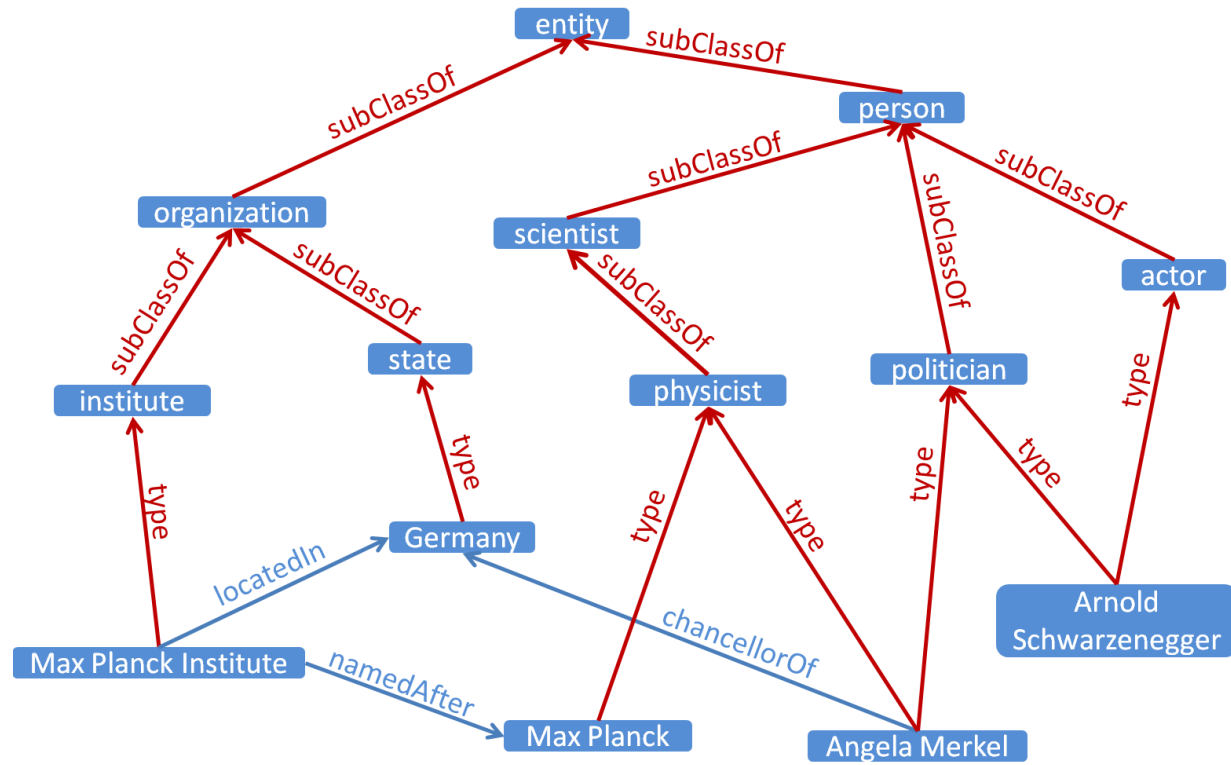 entity
subClassOf
subClassOf
person
subClassOf
subClassOf
subClassOf
organization
scientist
actor
subClassOf
subClassOf
subClassOf
state
politician
institute
physicist
type
type
type
type
type
type
type
Germany
locatedIn
chancellorOf
Arnold
Schwarzenegger
Max Planck Institute
namedAfter
Max Planck
Angela Merkel